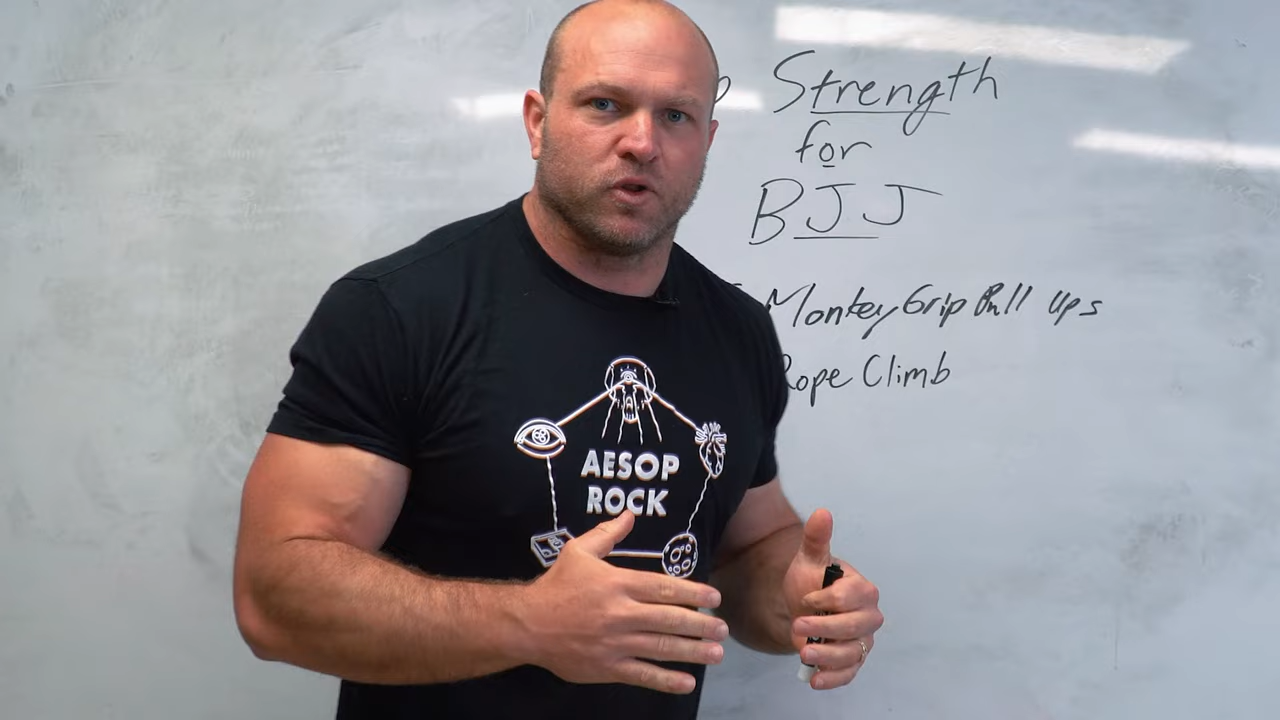 Strength
for
BJJ
Monkey Grip Pull Ups
Rope Climb
AESOP
ROCK